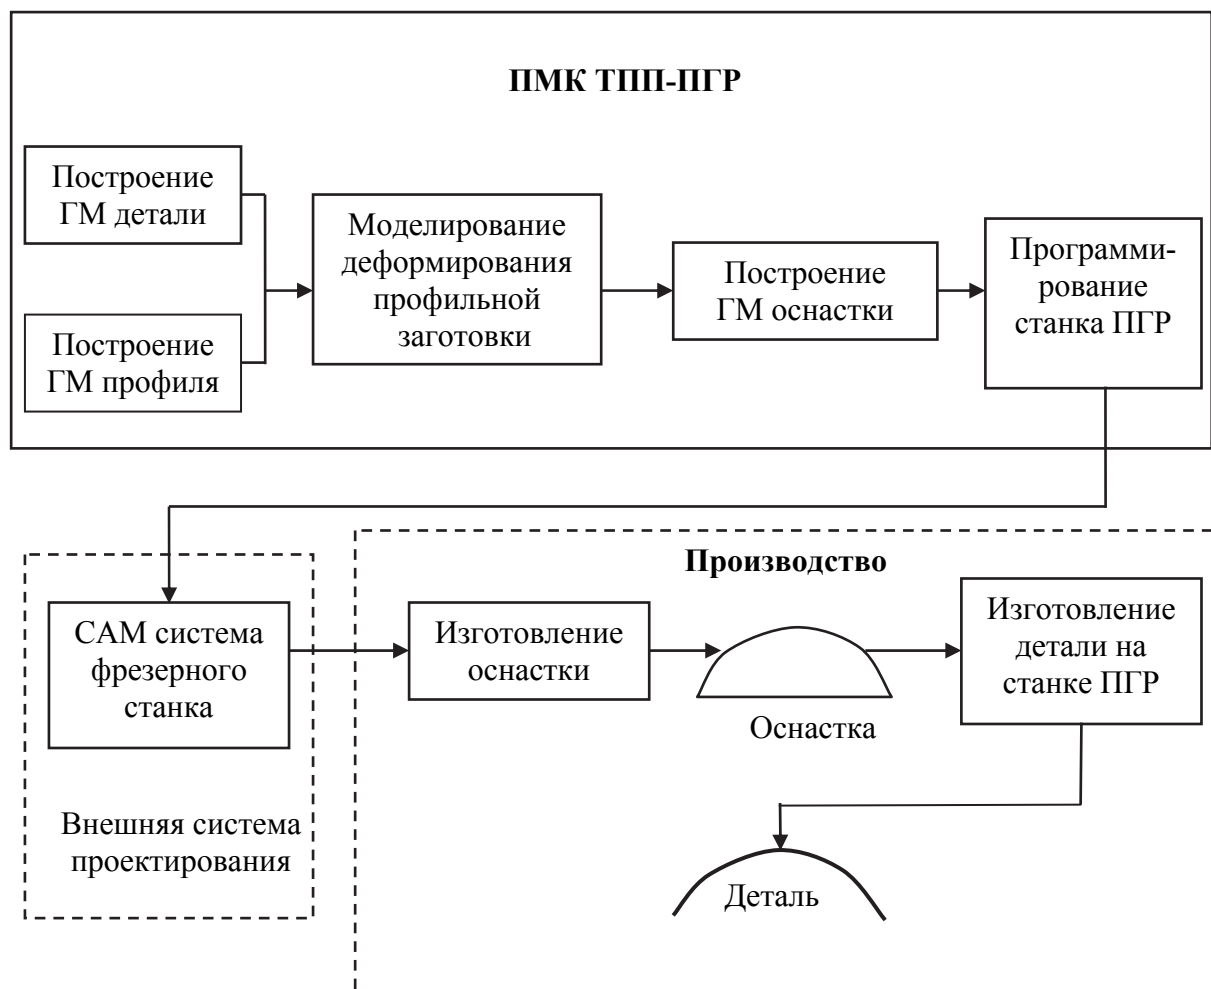 ПМК ТПП-ПГР
Построение
ГМ детали
Построение
ГМ профиля
Моделирование
деформирования
профильной
заготовки
Построение
ГМ оснастки
Программи-
рование
станка ПГР
САМ система
фрезерного
станка
Внешняя система
проектирования
Производство
Изготовление
оснастки
Оснастка
Изготовление
детали на
станке ПГР
Деталь